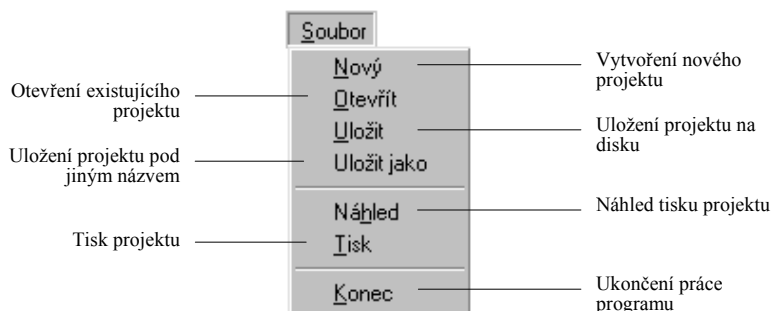 Soubor
Nový
Vytvoření nového
projektu
Otevření existujícího
projektu
Otevřít
Uložit
Uložení projektu na
disku
Uložení projektu pod
jiným názvem
Uložit jako
Náhled
Náhled tisku projektu
Tisk projektu
Tisk
Konec
Ukončení práce
programu